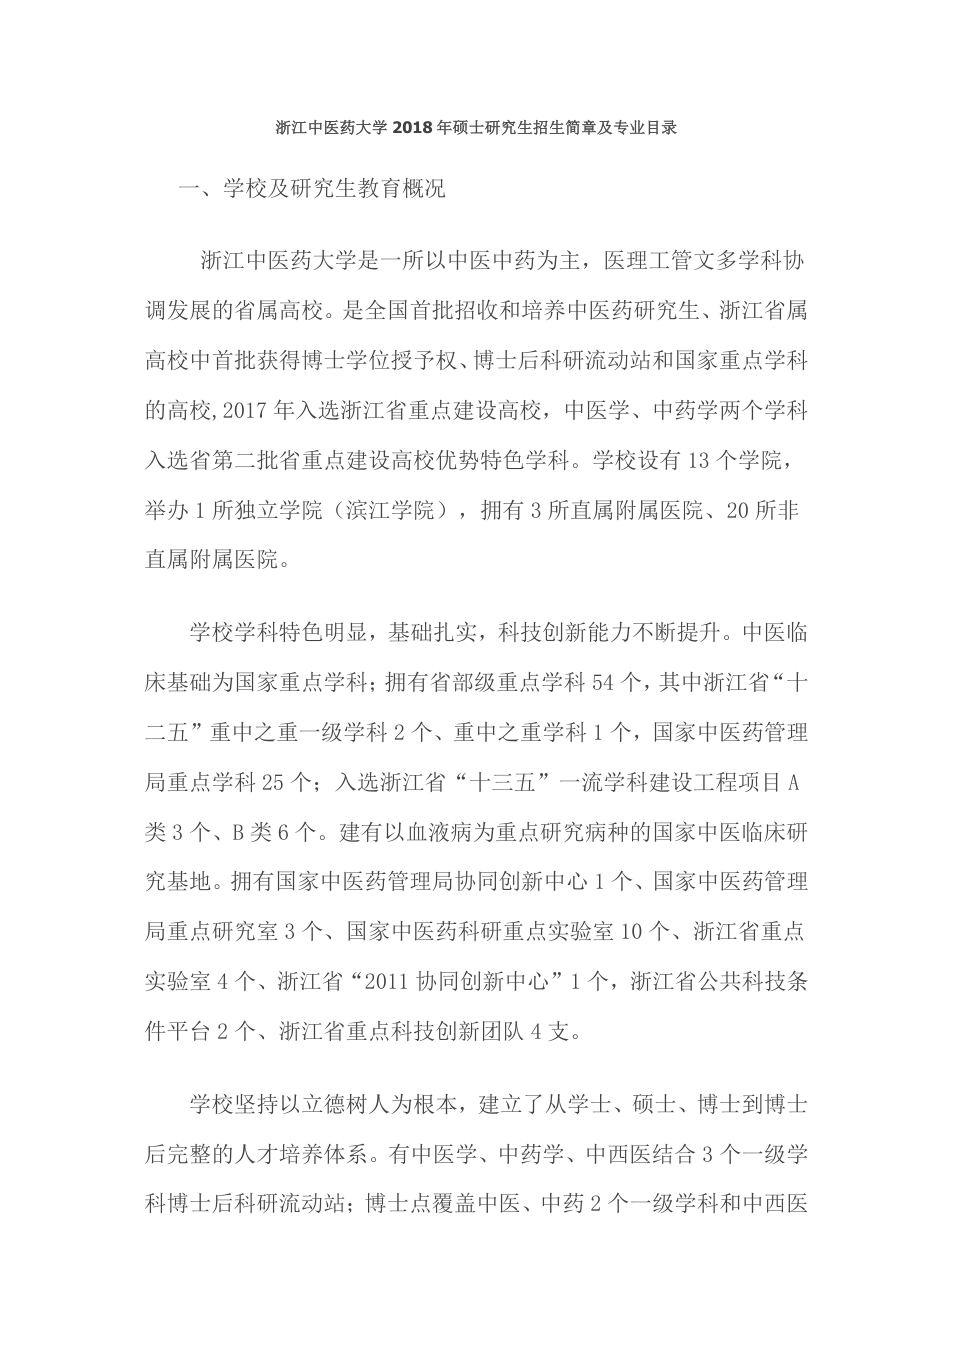 浙江中医药大学 2018 年硕士研究生招生简章及专业目录
一、学校及研究生教育概况
浙江中医药大学是一所以中医中药为主，医理工管文多学科协
调发展的省属高校。是全国首批招收和培养中医药研究生、浙江省属
高校中首批获得博士学位授予权、博士后科研流动站和国家重点学科
的高校,2017 年入选浙江省重点建设高校，中医学、中药学两个学科
入选省第二批省重点建设高校优势特色学科。学校设有 13 个学院，
举办 1 所独立学院（滨江学院），拥有 3 所直属附属医院、20 所非
直属附属医院。
学校学科特色明显，基础扎实，科技创新能力不断提升。中医临
床基础为国家重点学科；拥有省部级重点学科 54 个，其中浙江省“十
二五”重中之重一级学科 2 个、重中之重学科 1 个，国家中医药管理
局重点学科 25 个；入选浙江省“十三五”一流学科建设工程项目 A
类 3 个、B 类 6 个。建有以血液病为重点研究病种的国家中医临床研
究基地。拥有国家中医药管理局协同创新中心 1 个、国家中医药管理
局重点研究室 3 个、国家中医药科研重点实验室 10 个、浙江省重点
实验室 4 个、浙江省“2011 协同创新中心”1 个，浙江省公共科技条
件平台 2 个、浙江省重点科技创新团队 4 支。
学校坚持以立德树人为根本，建立了从学士、硕士、博士到博士
后完整的人才培养体系。有中医学、中药学、中西医结合 3 个一级学
科博士后科研流动站；博士点覆盖中医、中药 2 个一级学科和中西医